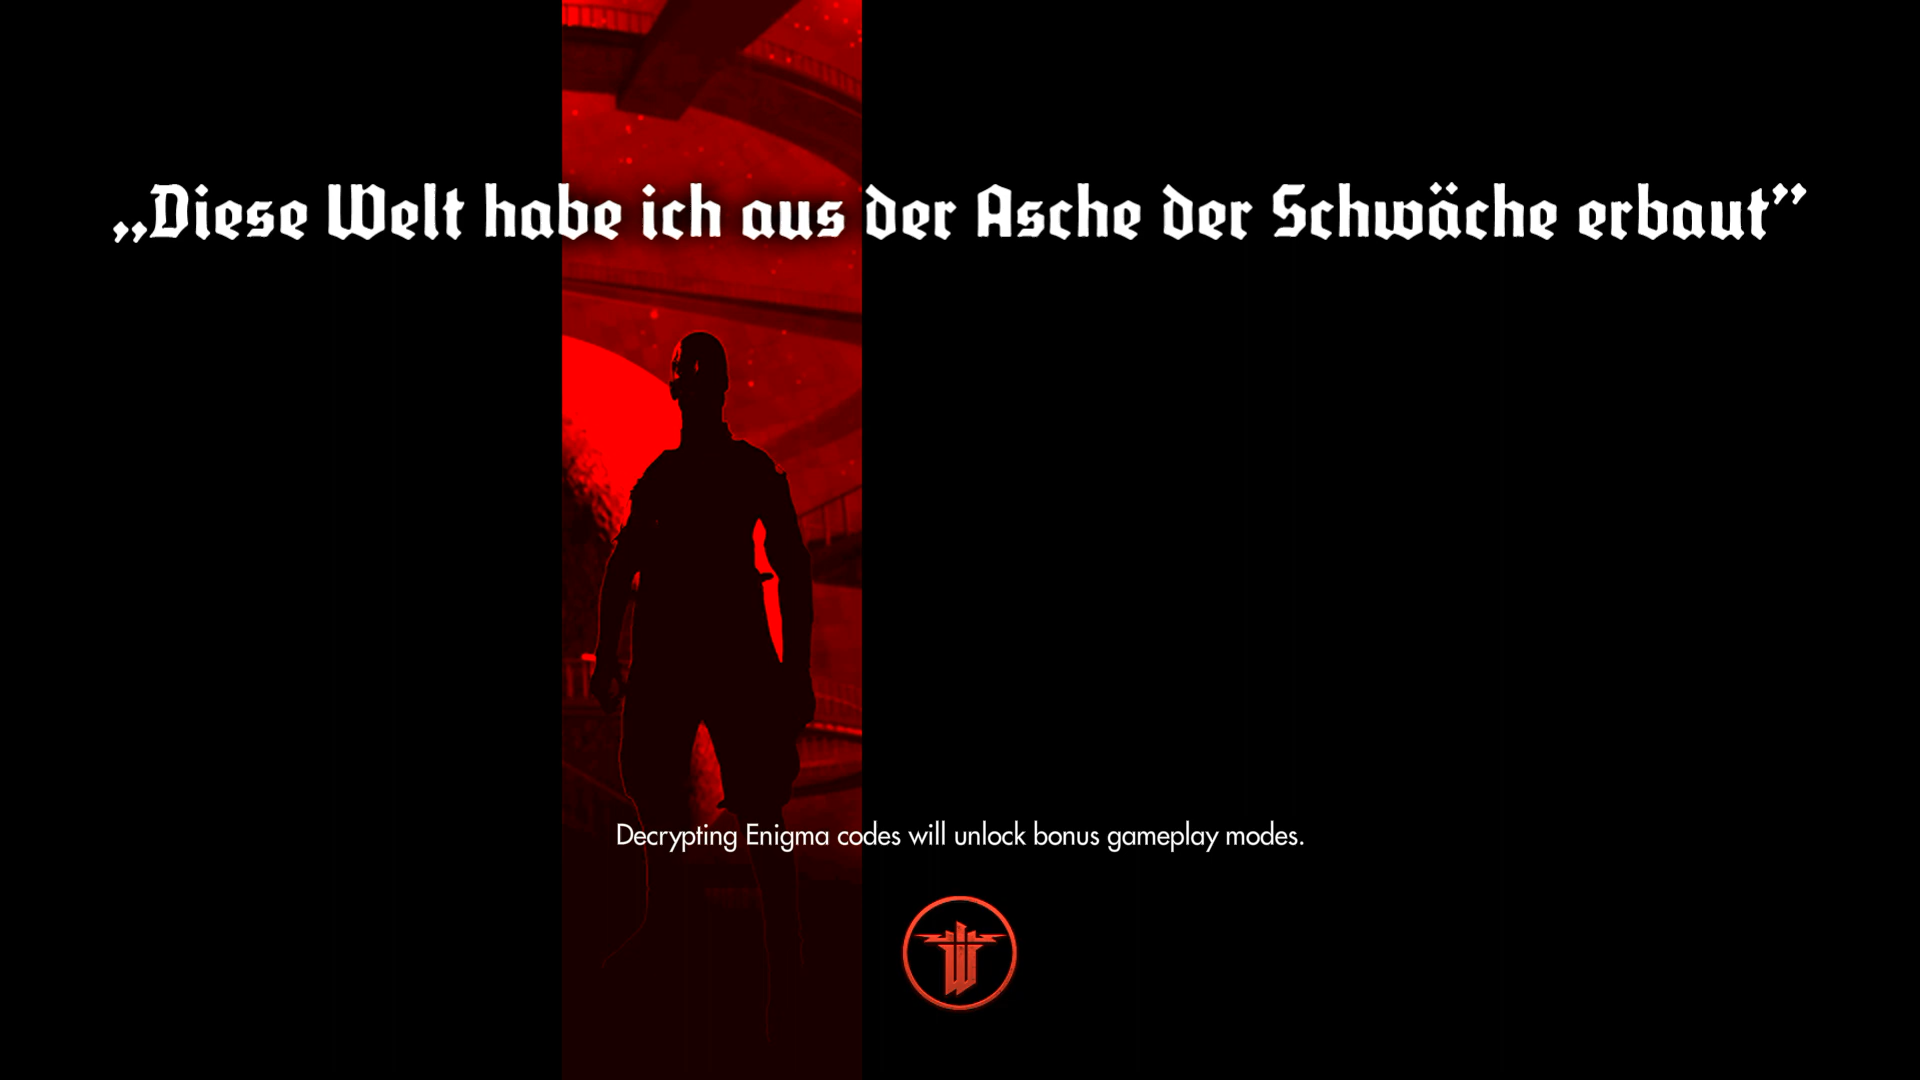 „Diese Welt habe ich aus der Asche der Schwäche erbaut”
Decrypting Enigma codes will unlock bonus gameplay modes.